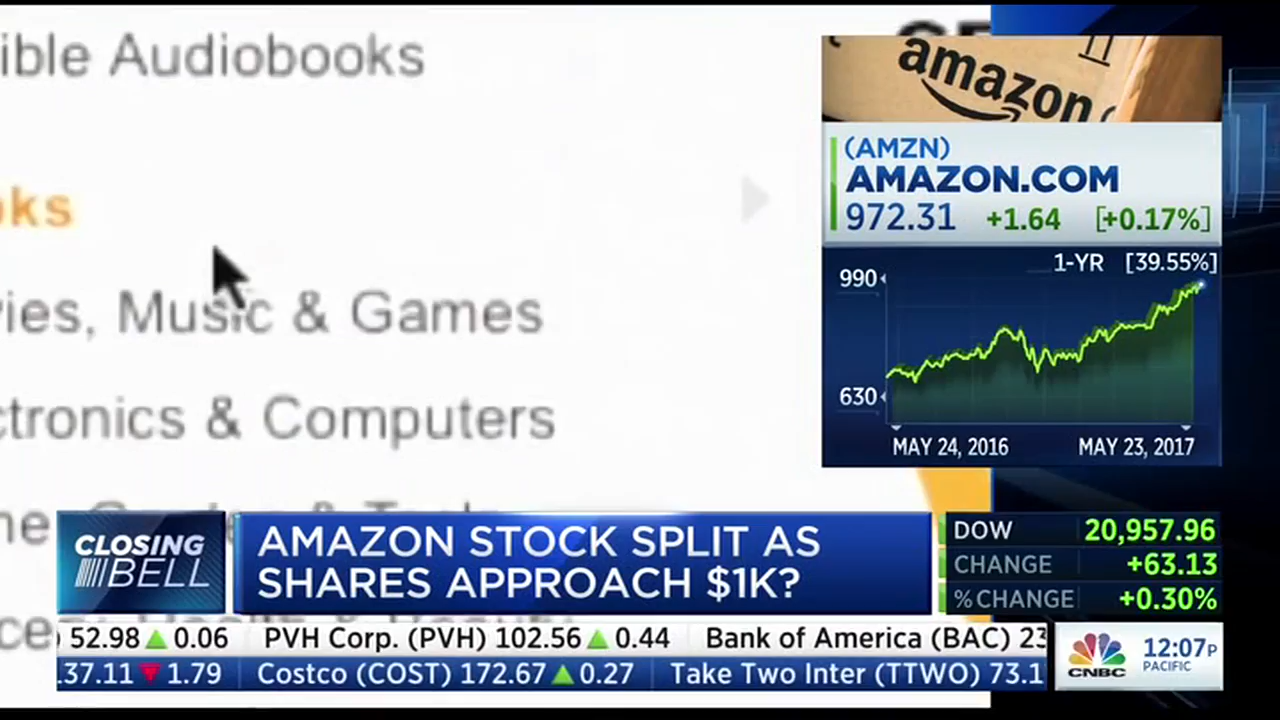 ible Audiobooks
oks
vies, Music & Games
ctronics & Computers
amazon
(AMZN)
AMAZON.COM
972.31 +1.64 [+0.17%]
1-YR [39.55%]
990
630
MAY 24, 2016 MAY 23, 2017
CLOSING
BELL
AMAZON STOCK SPLIT AS
SHARES APPROACH $1K?
DOW 20,957.96
CHANGE +63.13
% CHANGE +0.30%
52.98 ▲ 0.06 PVH Corp. (PVH) 102.56 ▲ 0.44 Bank of America (BAC) 23
37.11 ▼ 1.79 Costco (COST) 172.67 ▲ 0.27 Take Two Inter (TTWO) 73.1
CNBC
12:07P
PACIFIC